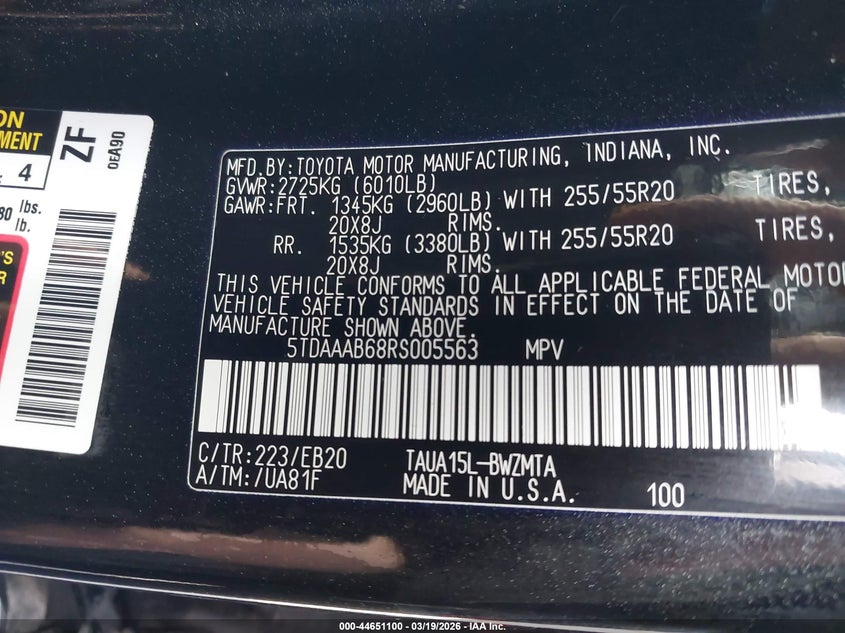 ON
MENT
4
80 lbs.
lb.
'S
R
ZF
0EA90
MFD.BY:TOYOTA MOTOR MANUFACTURING, INDIANA, INC.
GVWR:2725KG (6010LB)
GAWR:FRT. 1345KG (2960LB) WITH 255/55R20 TIRES,
20X8J RIMS.
RR. 1535KG (3380LB) WITH 255/55R20 TIRES,
20X8J RIMS.
THIS VEHICLE CONFORMS TO ALL APPLICABLE FEDERAL MOTOR
VEHICLE SAFETY STANDARDS IN EFFECT ON THE DATE OF
MANUFACTURE SHOWN ABOVE.
5TDAAAB68RS005563 MPV
C/TR:223/EB20 TAUA15L-BWZMTA
A/TM:/UA81F MADE IN U.S.A. 100
000-44651100 - 03/19/2026 - IAA Inc.